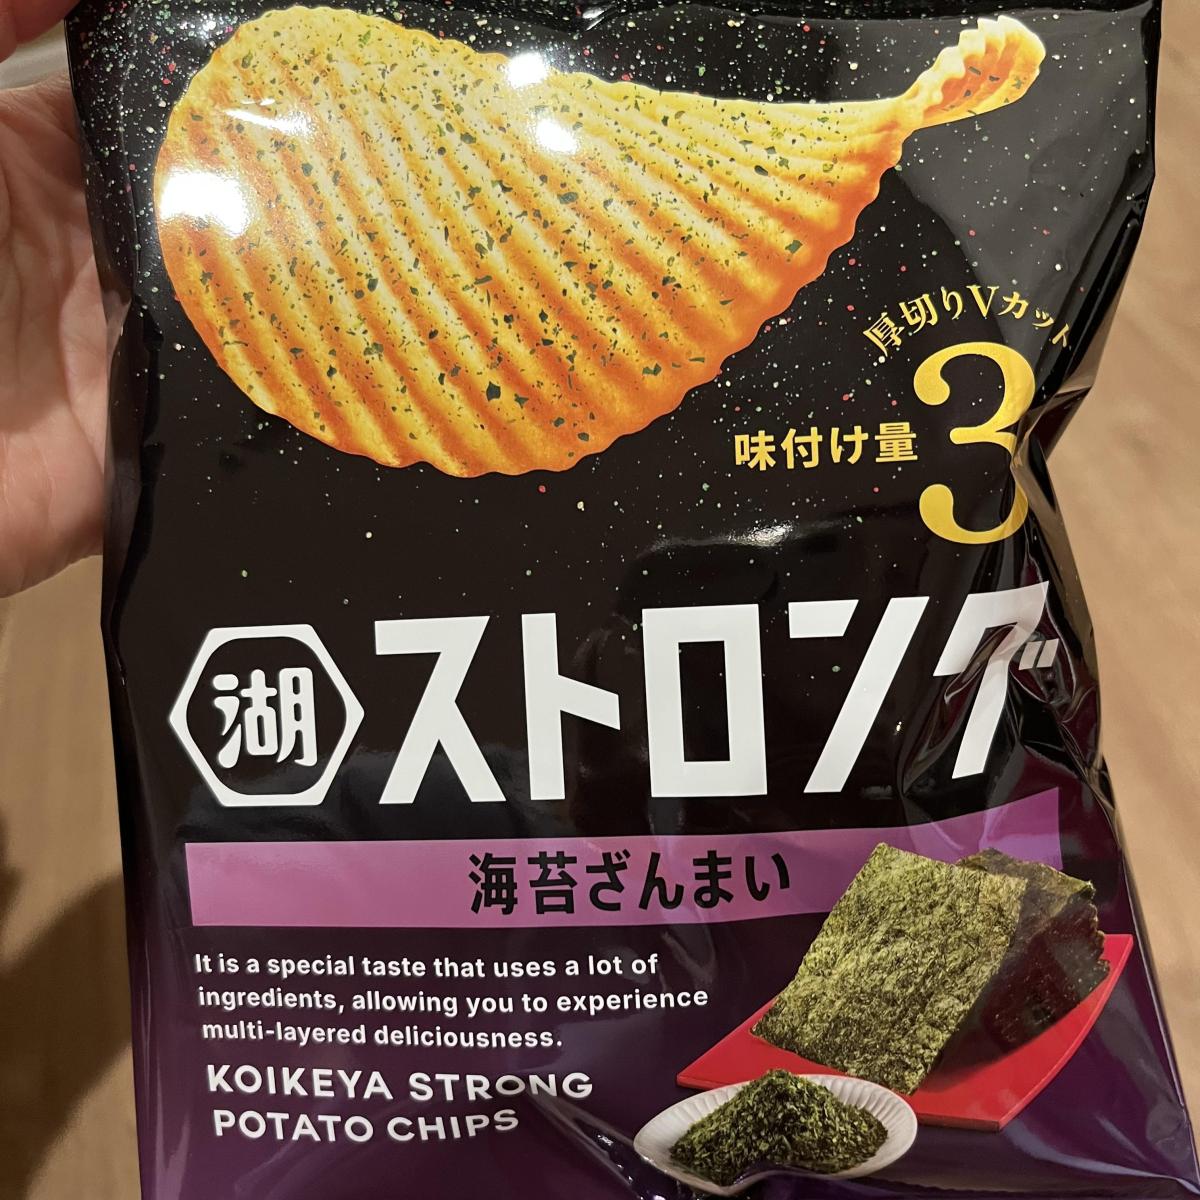 厚切りVカット
味付け量3
湖
ストロング
海苔ざんまい
It is a special taste that uses a lot of
ingredients, allowing you to experience
multi-layered deliciousness.
KOIKEYA STRONG
POTATO CHIPS